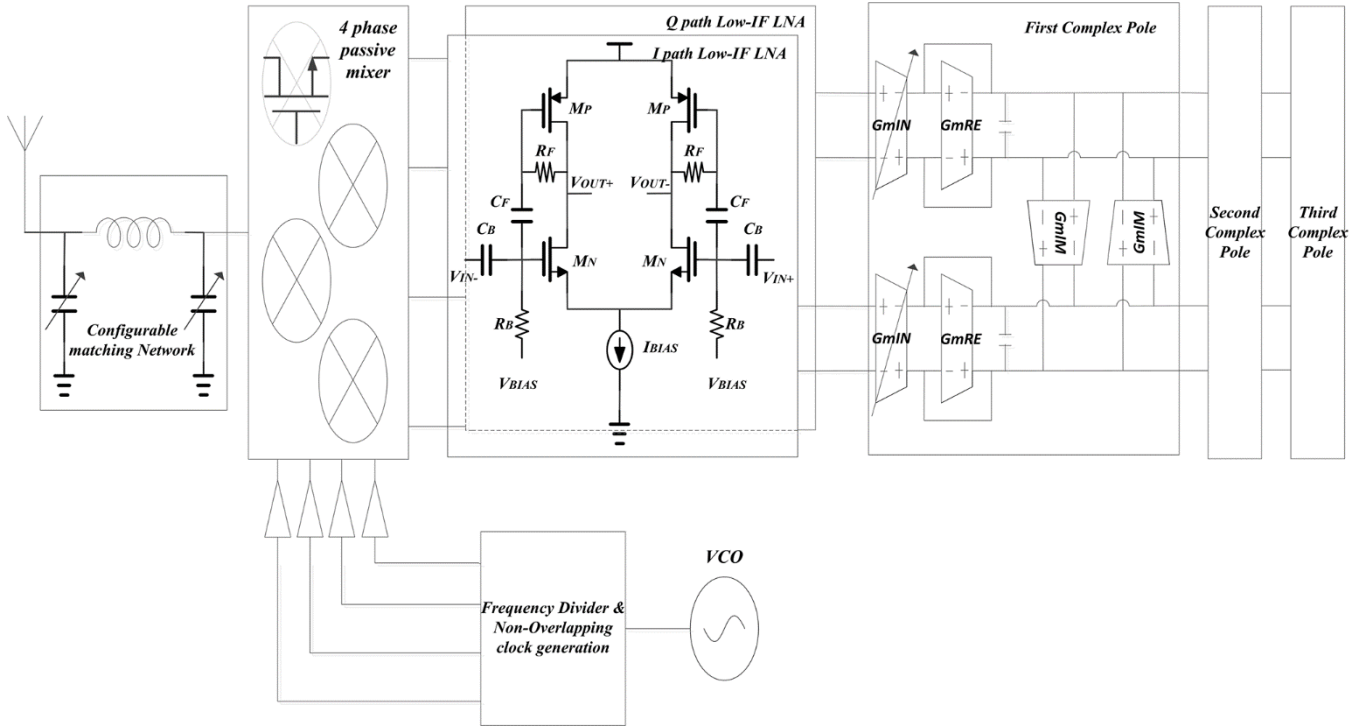 4 phase
passive
mixer
Configurable
matching Network
Q path Low-IF LNA
I path Low-IF LNA
MP MP
RF RF
VOUT+ VOUT-
CF CF
CB CB
MN MN
VIN- VIN+
RB RB
IBIAS
VBIAS VBIAS
First Complex Pole
GmIN GmRE
GmIM GmIM
GmIN GmRE
Second
Complex
Pole
Third
Complex
Pole
Frequency Divider &
Non-Overlapping
clock generation
VCO